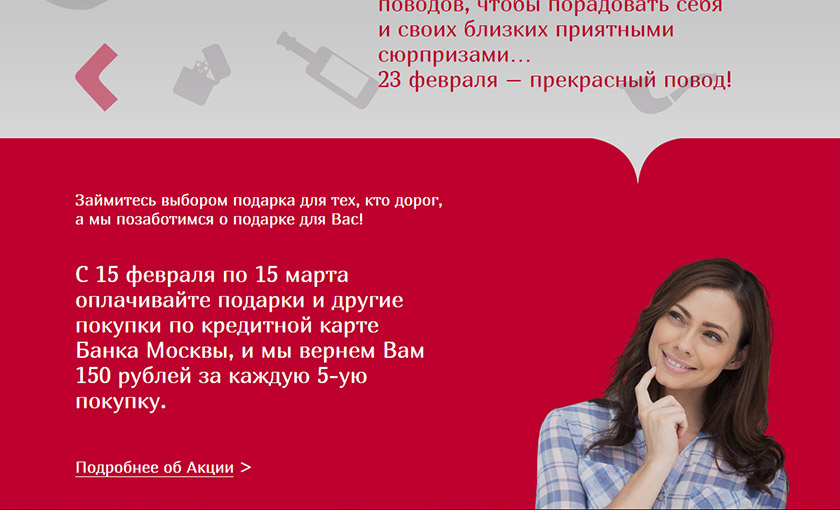 поводов, чтобы порадовать себя
и своих близких приятными
сюрпризами...
23 февраля – прекрасный повод!
Займитесь выбором подарка для тех, кто дорог,
а мы позаботимся о подарке для Вас!
С 15 февраля по 15 марта
оплачивайте подарки и другие
покупки по кредитной карте
Банка Москвы, и мы вернем Вам
150 рублей за каждую 5-ую
покупку.
Подробнее об Акции >